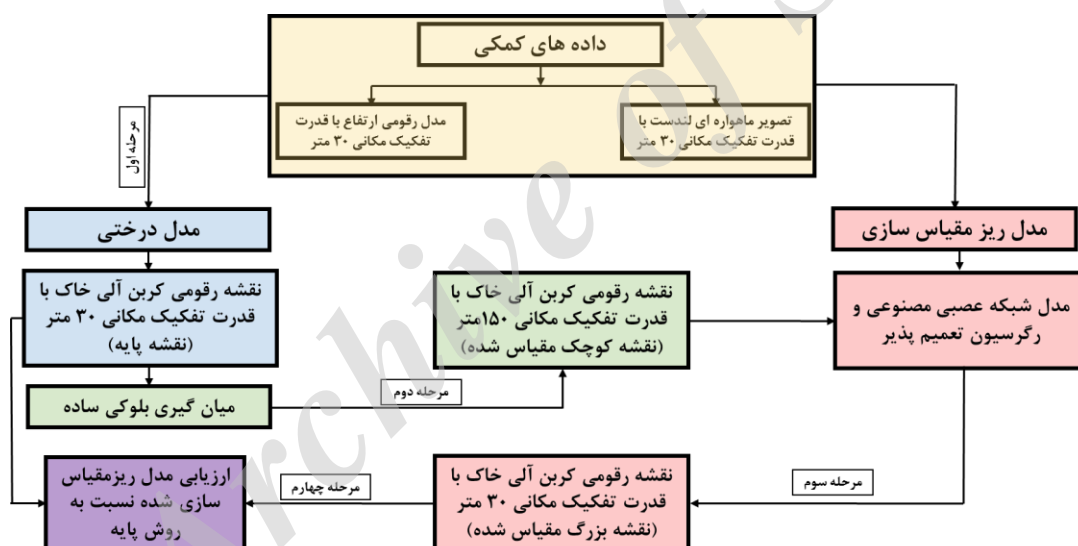 داده های کمکی
تصویر ماهواره ای لندست با
قدرت تفکیک مکانی ۳۰ متر
مدل رقومی ارتفاع با قدرت
تفکیک مکانی ۳۰ متر
مرحله اول
مدل ریز مقیاس سازی
مدل درختی
مدل شبکه عصبی مصنوعی و
رگرسیون تعمیم پذیر
نقشه رقومی کربن آلی خاک با
قدرت تفکیک مکانی ۱۵۰متر
(نقشه کوچک مقیاس شده)
نقشه رقومی کربن آلی خاک با
قدرت تفکیک مکانی ۳۰ متر
(نقشه پایه)
مرحله دوم
میان گیری بلوکی ساده
مرحله سوم
نقشه رقومی کربن آلی خاک با
قدرت تفکیک مکانی ۳۰ متر
(نقشه بزرگ مقیاس شده)
مرحله چهارم
ارزیابی مدل ریزمقیاس
سازی شده نسبت به
روش پایه
Archive of S